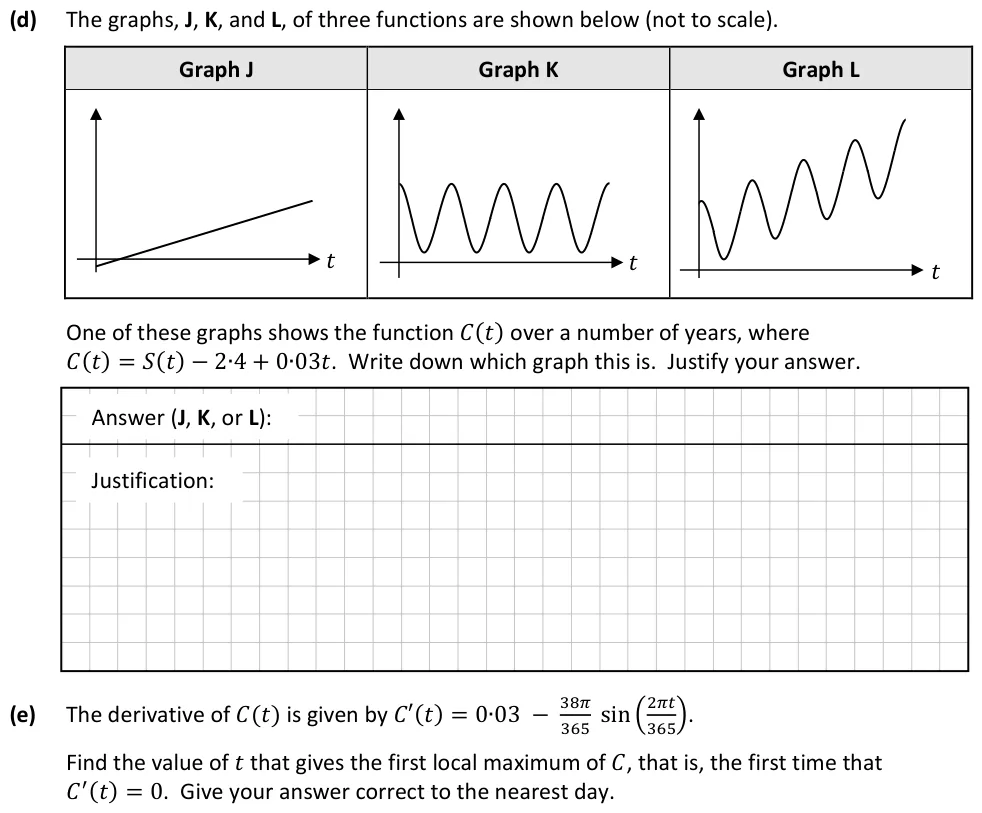 (d) The graphs, J, K, and L, of three functions are shown below (not to scale).
Graph J
Graph K
Graph L
t
t
t
One of these graphs shows the function C(t) over a number of years, where
C(t) = S(t) − 2·4 + 0·03t. Write down which graph this is. Justify your answer.
Answer (J, K, or L):
Justification:
(e) The derivative of C(t) is given by C′(t) = 0·03 − 38π/365 sin(2πt/365).
Find the value of t that gives the first local maximum of C, that is, the first time that
C′(t) = 0. Give your answer correct to the nearest day.